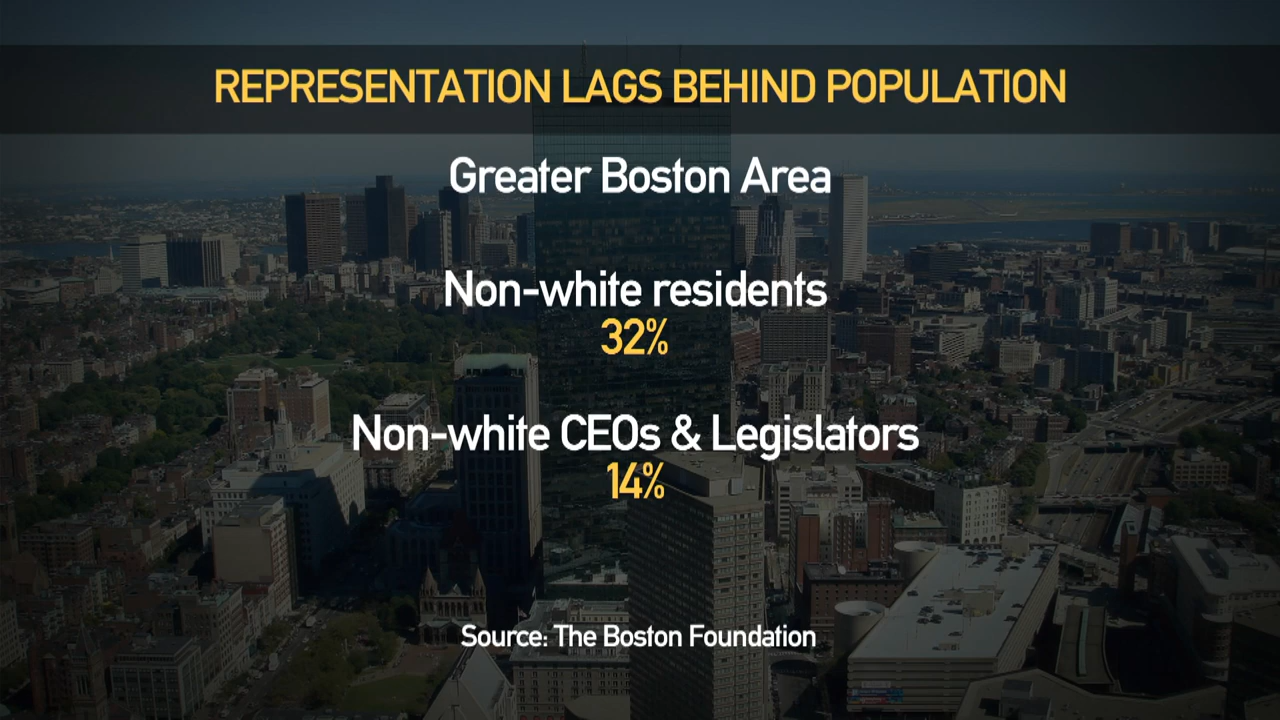 REPRESENTATION LAGS BEHIND POPULATION
Greater Boston Area
Non-white residents
32%
Non-white CEOs & Legislators
14%
Source: The Boston Foundation